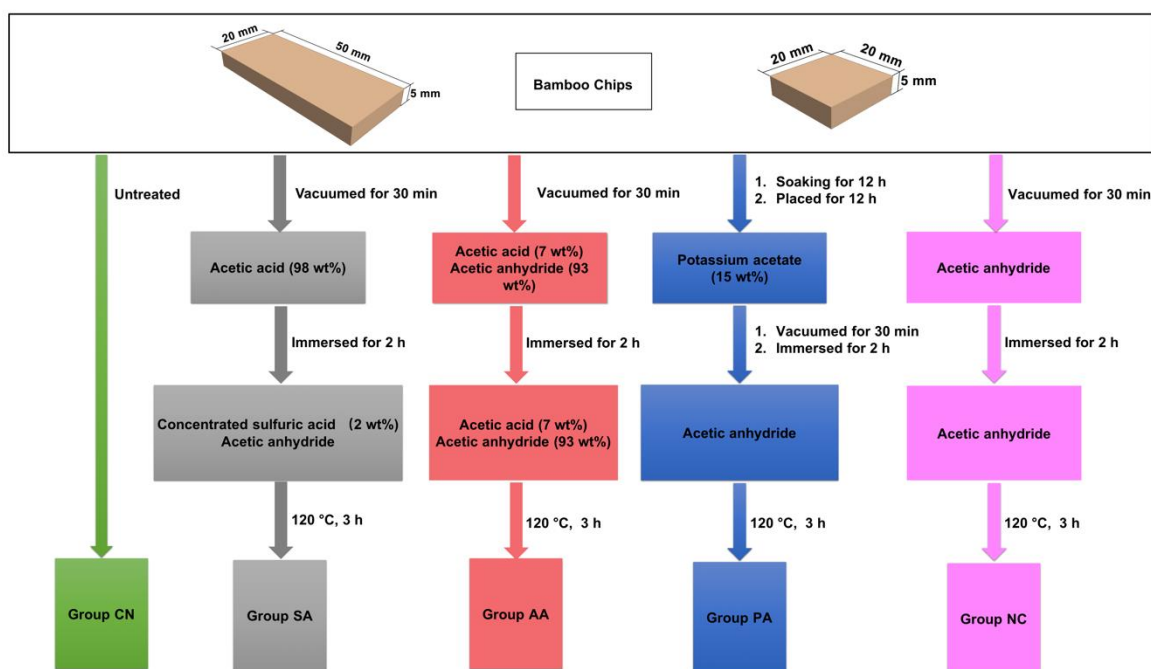 20 mm
50 mm
5 mm
Bamboo Chips
20 mm
20 mm
5 mm
Untreated
Vacuumed for 30 min
Vacuumed for 30 min
1. Soaking for 12 h
2. Placed for 12 h
Vacuumed for 30 min
Acetic acid (98 wt%)
Acetic acid (7 wt%)
Acetic anhydride (93
wt%)
Potassium acetate
(15 wt%)
Acetic anhydride
Immersed for 2 h
Immersed for 2 h
1. Vacuumed for 30 min
2. Immersed for 2 h
Immersed for 2 h
Concentrated sulfuric acid （2 wt%)
Acetic anhydride
Acetic acid (7 wt%)
Acetic anhydride (93 wt%)
Acetic anhydride
Acetic anhydride
120 °C, 3 h
120 °C, 3 h
120 °C, 3 h
120 °C, 3 h
Group CN
Group SA
Group AA
Group PA
Group NC